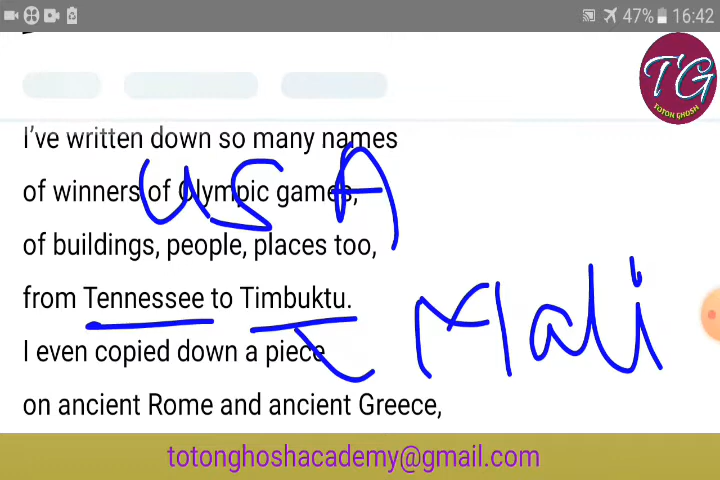 47% 16:42
TG
TOTON GHOSH
I've written down so many names
of winners of Olympic games,
USA
of buildings, people, places too,
from Tennessee to Timbuktu.
Mali
I even copied down a piece
on ancient Rome and ancient Greece,
totonghoshacademy@gmail.com